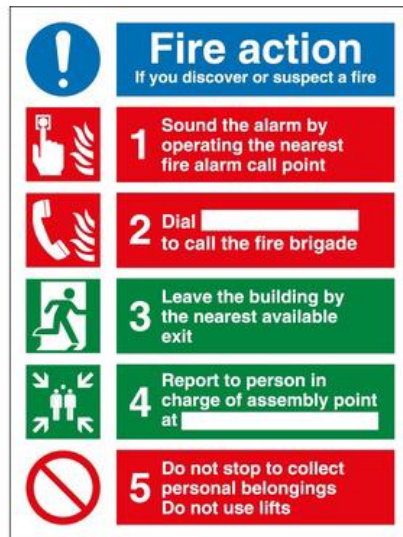 Fire action
If you discover or suspect a fire
1 Sound the alarm by
operating the nearest
fire alarm call point
2 Dial
to call the fire brigade
3 Leave the building by
the nearest available
exit
4 Report to person in
charge of assembly point
at
5 Do not stop to collect
personal belongings
Do not use lifts